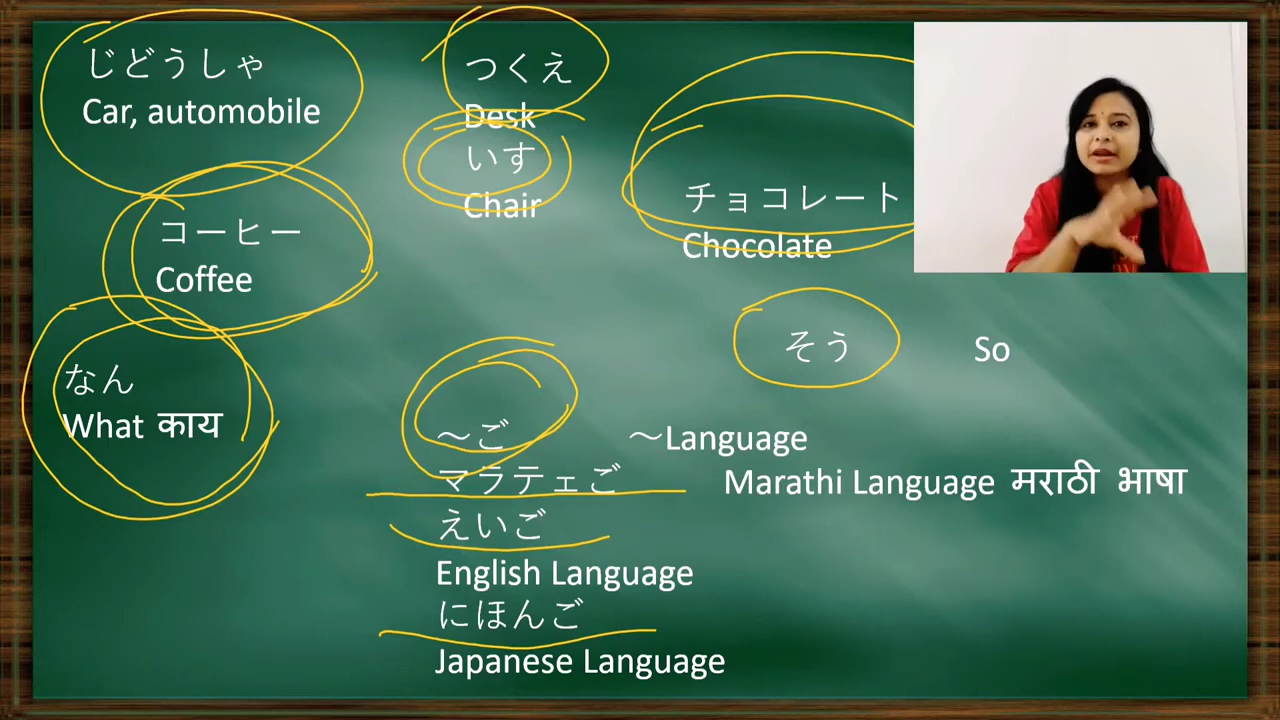 じどうしゃ
Car, automobile
つくえ
Desk
いす
Chair
チョコレート
Chocolate
コーヒー
Coffee
そう So
なん
What काय
～ご ～Language
マラテェご Marathi Language मराठी भाषा
えいご
English Language
にほんご
Japanese Language